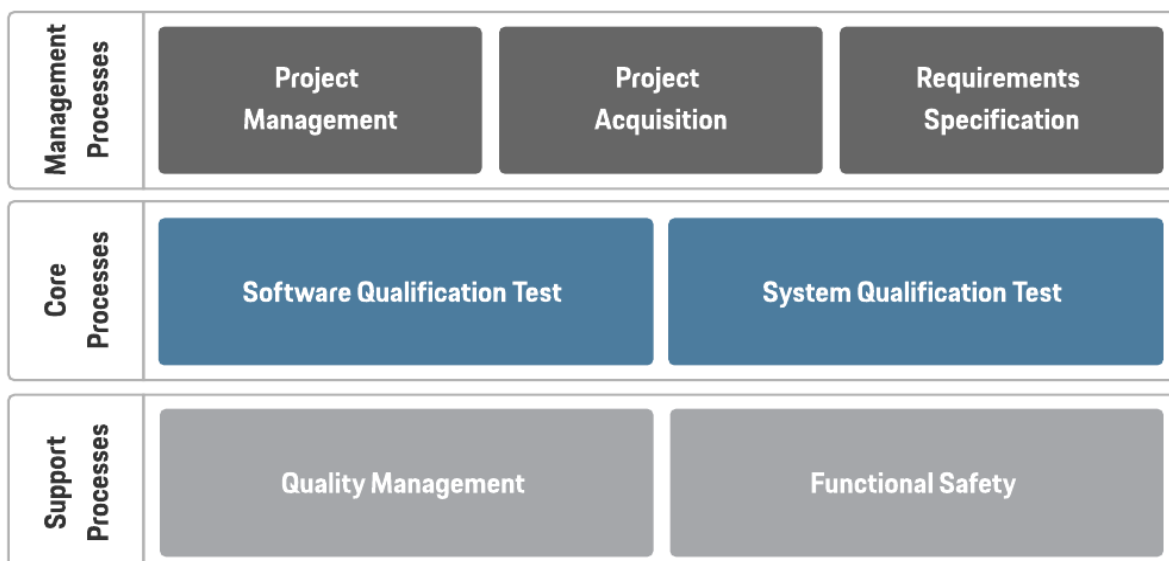 Management
Processes
Project
Management
Project
Acquisition
Requirements
Specification
Core
Processes
Software Qualification Test
System Qualification Test
Support
Processes
Quality Management
Functional Safety